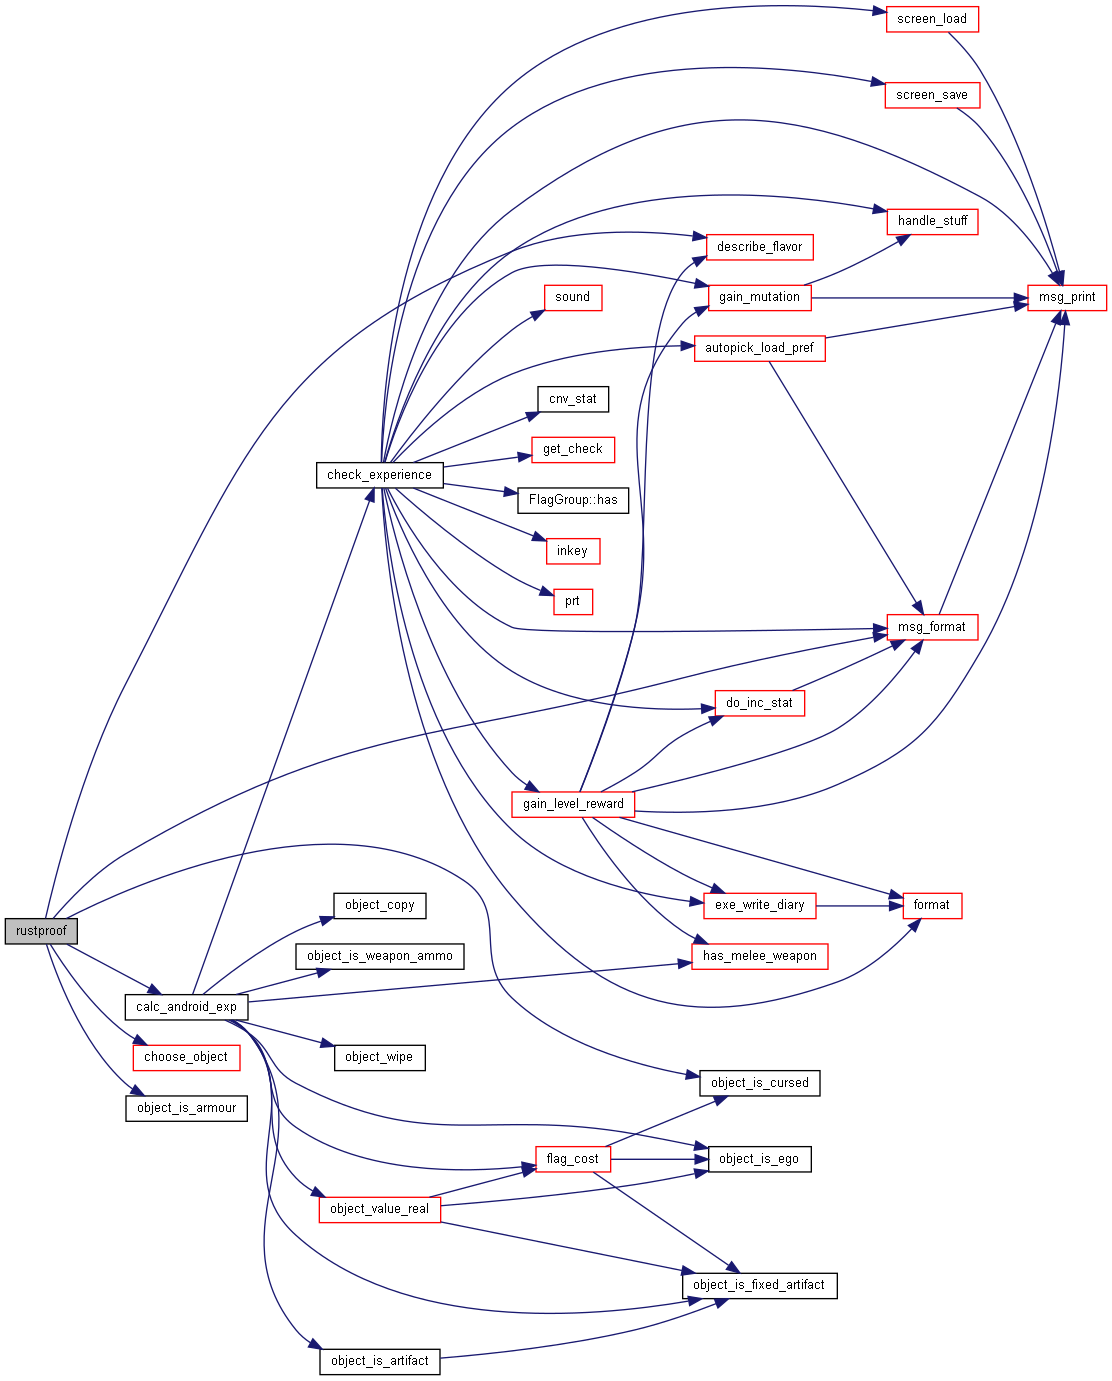 screen_load
screen_save
handle_stuff
describe_flavor
sound
gain_mutation
msg_print
autopick_load_pref
cnv_stat
get_check
check_experience
FlagGroup::has
inkey
prt
msg_format
do_inc_stat
gain_level_reward
object_copy
exe_write_diary
format
rustproof
object_is_weapon_ammo
has_melee_weapon
calc_android_exp
choose_object
object_wipe
object_is_cursed
object_is_armour
flag_cost
object_is_ego
object_value_real
object_is_fixed_artifact
object_is_artifact